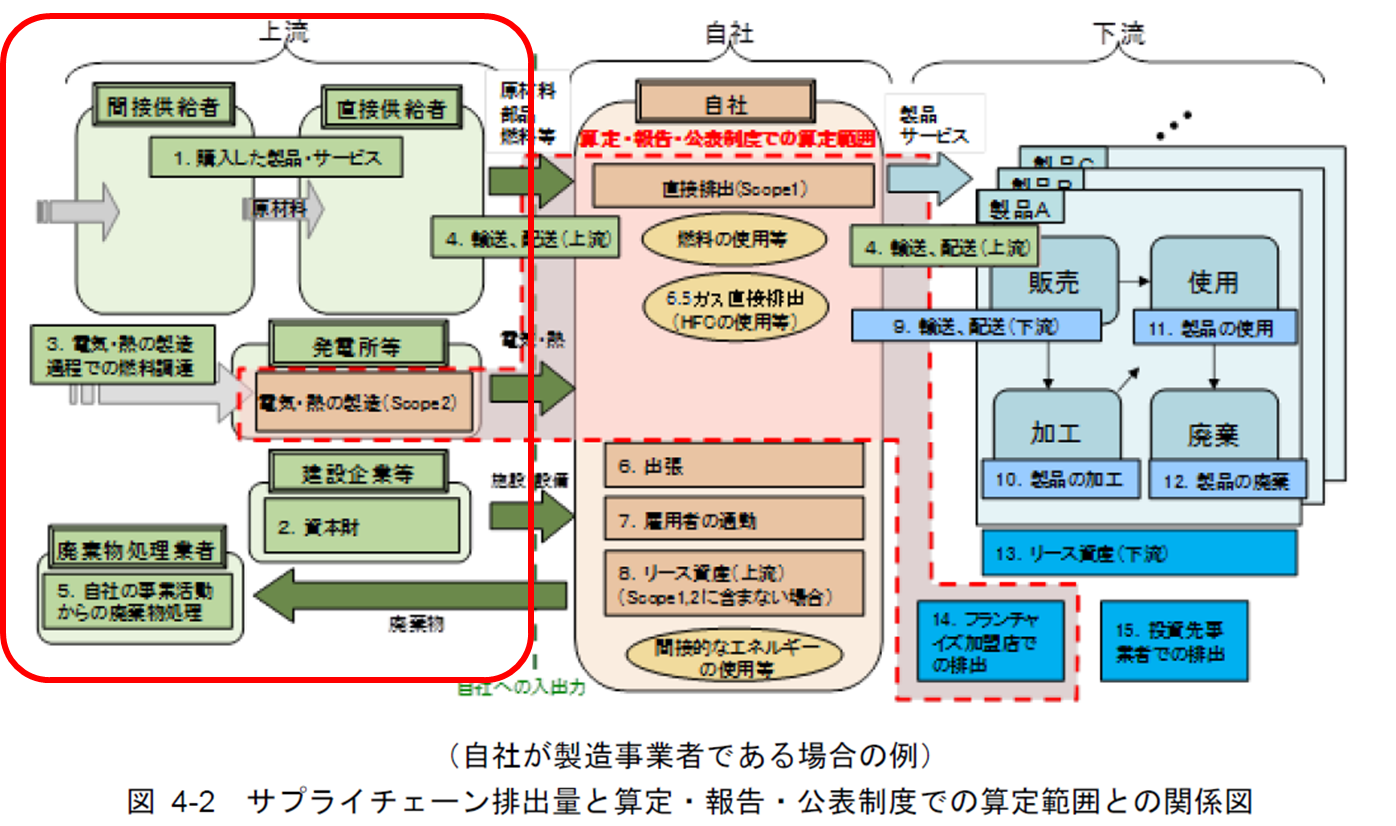 上流
自社
下流
間接供給者
直接供給者
原材料
部品
燃料等
自社
製品
サービス
算定・報告・公表制度での算定範囲
1. 購入した製品・サービス
直接排出(Scope1)
製品C
製品B
製品A
原材料
4. 輸送、配送(上流)
燃料の使用等
4. 輸送、配送(上流)
販売
使用
6.5ガス直接排出
(HFCの使用等)
9. 輸送、配送(下流)
11. 製品の使用
3. 電気・熱の製造
過程での燃料調達
発電所等
電気・熱
電気・熱の製造(Scope2)
加工
廃棄
10. 製品の加工
12. 製品の廃棄
建設企業等
2. 資本財
施設・設備
6. 出張
7. 雇用者の通勤
8. リース資産(上流)
(Scope1,2に含まない場合)
間接的なエネルギー
の使用等
13. リース資産(下流)
廃棄物処理業者
5. 自社の事業活動
からの廃棄物処理
廃棄物
14. フランチャ
イズ加盟店で
の排出
15. 投資先事
業者での排出
自社への入出力
(自社が製造事業者である場合の例)
図 4-2 サプライチェーン排出量と算定・報告・公表制度での算定範囲との関係図